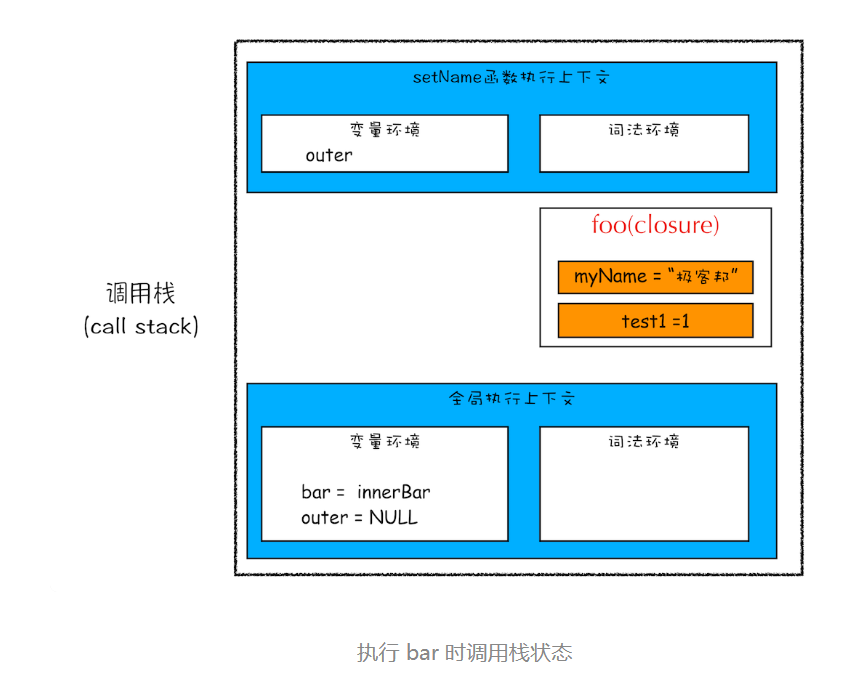 setName函数执行上下文
变量环境
outer
词法环境
foo(closure)
myName = “极客邦”
test1 =1
调用栈
(call stack)
全局执行上下文
变量环境
bar = innerBar
outer = NULL
词法环境
执行 bar 时调用栈状态